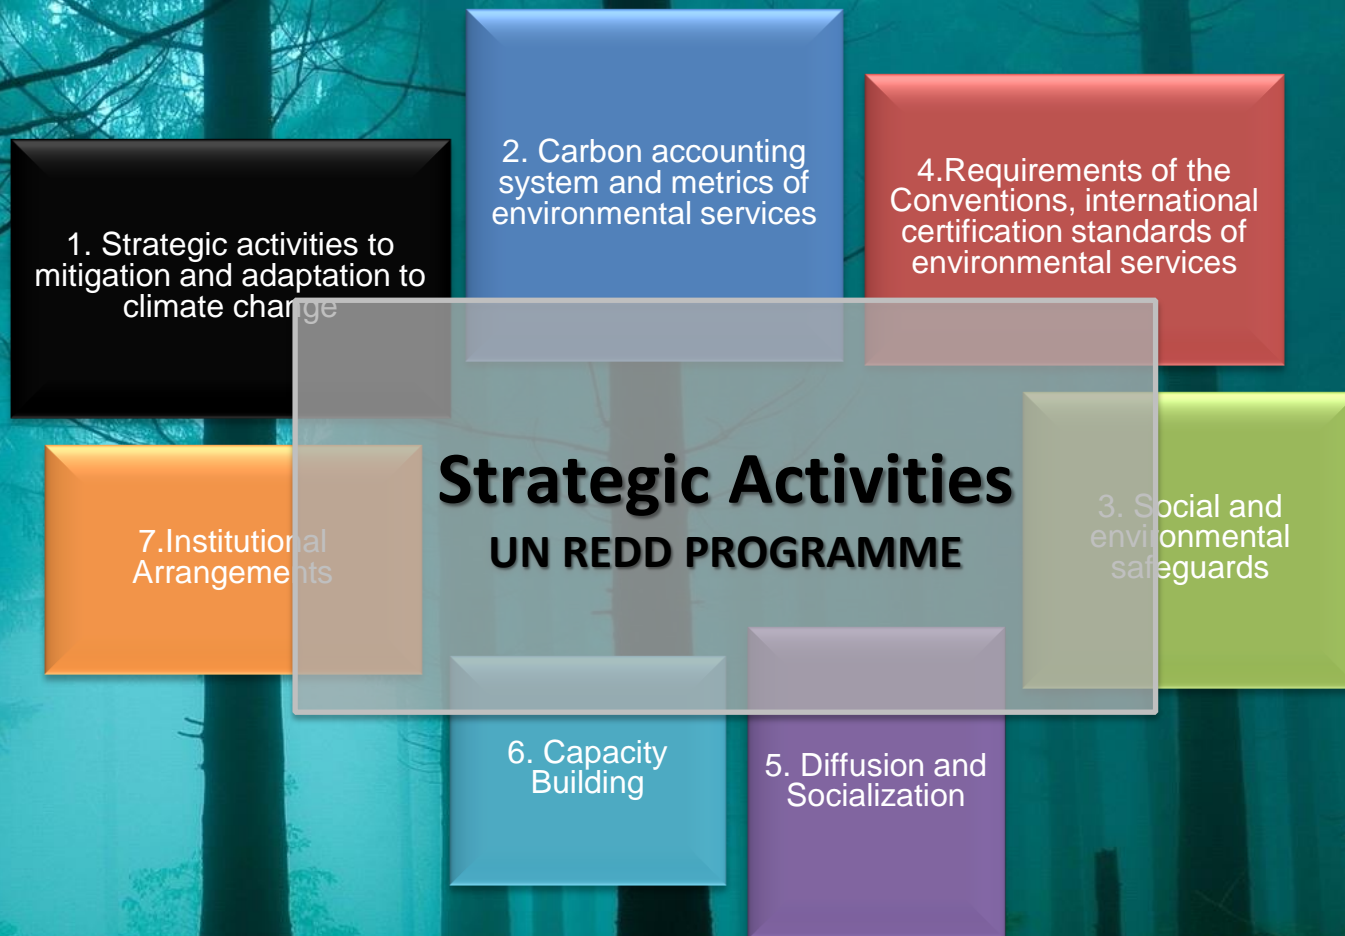 1. Strategic activities to
mitigation and adaptation to
climate change
2. Carbon accounting
system and metrics of
environmental services
4.Requirements of the
Conventions, international
certification standards of
environmental services
Strategic Activities
UN REDD PROGRAMME
3. Social and
environmental
safeguards
7.Institutional
Arrangements
6. Capacity
Building
5. Diffusion and
Socialization